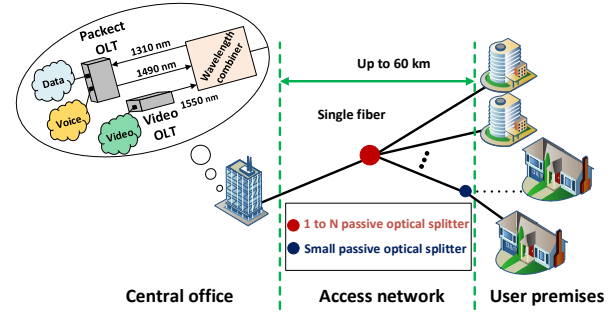 Packect
OLT
1310 nm
1490 nm
1550 nm
Wavelength
combiner
Data
Voice
Video
Video
OLT
Up to 60 km
Single fiber
1 to N passive optical splitter
Small passive optical splitter
Central office
Access network
User premises